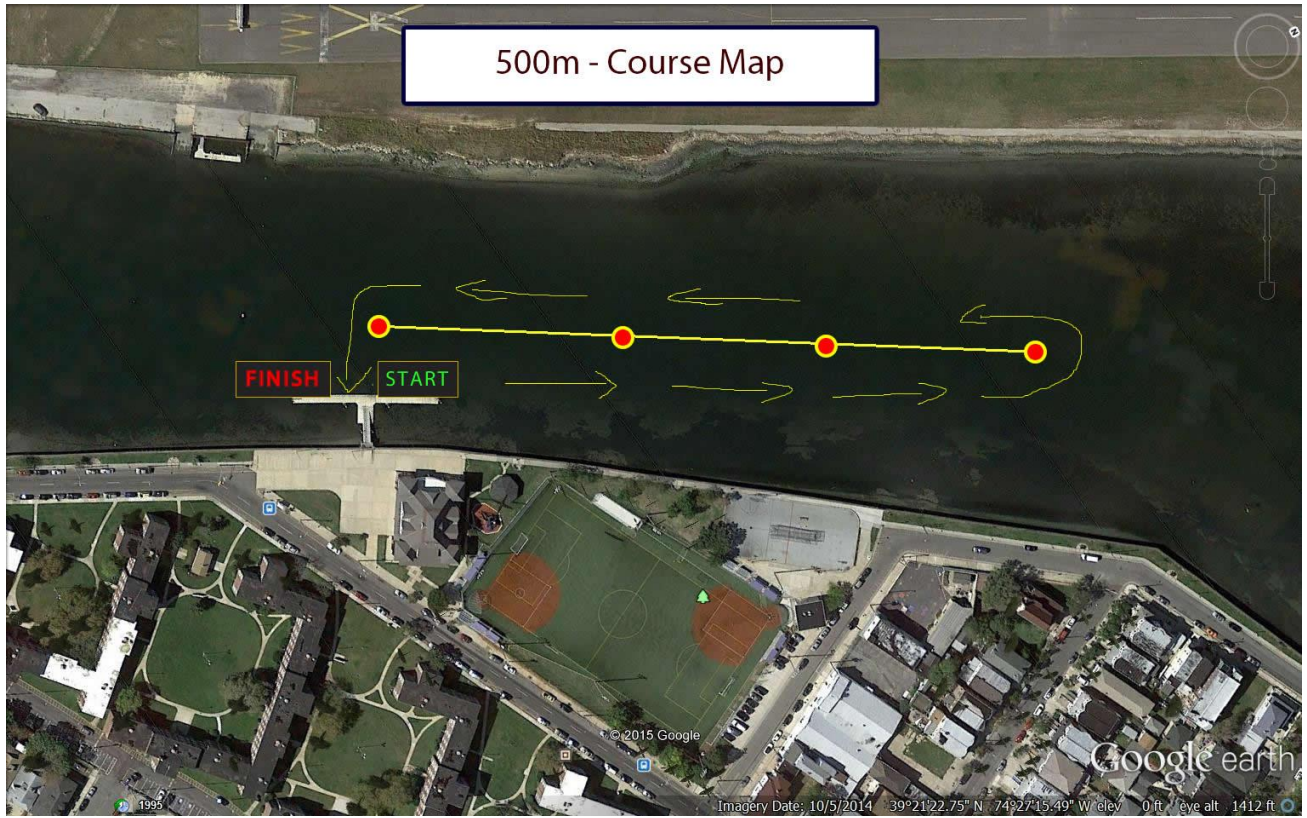 500m - Course Map
N
FINISH
START
© 2015 Google
Google earth
1995
Imagery Date: 10/5/2014 39°21'22.75" N 74°27'15.49" W elev 0 ft eye alt 1412 ft